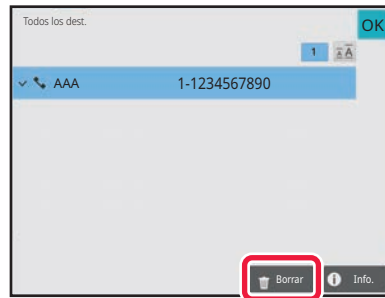 Todos los dest.
OK
1
AAA 1-1234567890
Borrar
Info.